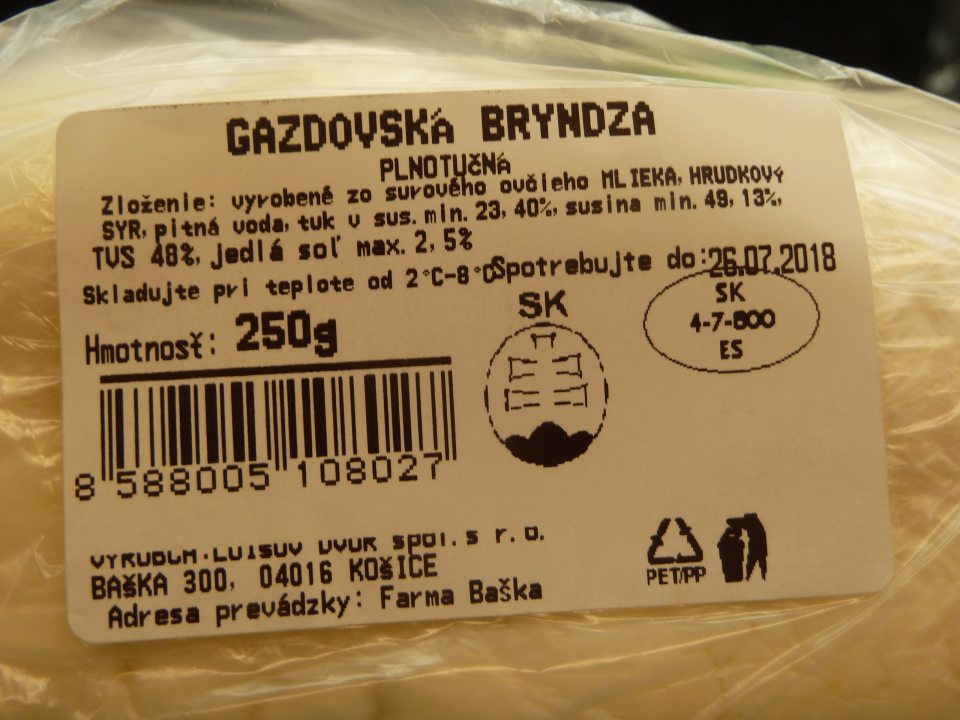 GAZDOVSKÁ BRYNDZA
PLNOTUČNÁ
Zloženie: vyrobené zo surového ovčieho MLIEKA, HRUDKOVÝ
SYR, pitná voda, tuk v sus. min. 23, 40%, susina min. 49, 13%,
TVS 48%, jedlá soľ max. 2, 5%
Skladujte pri teplote od 2°C-8°C
Spotrebujte do: 26.07.2018
Hmotnosť: 250g
SK
SK
4-7-800
ES
8 588005 108027
DVOR spol. s r.o.
BAŠKA 300, 04016 KOŠICE
Adresa prevádzky: Farma Baška
PET/PP